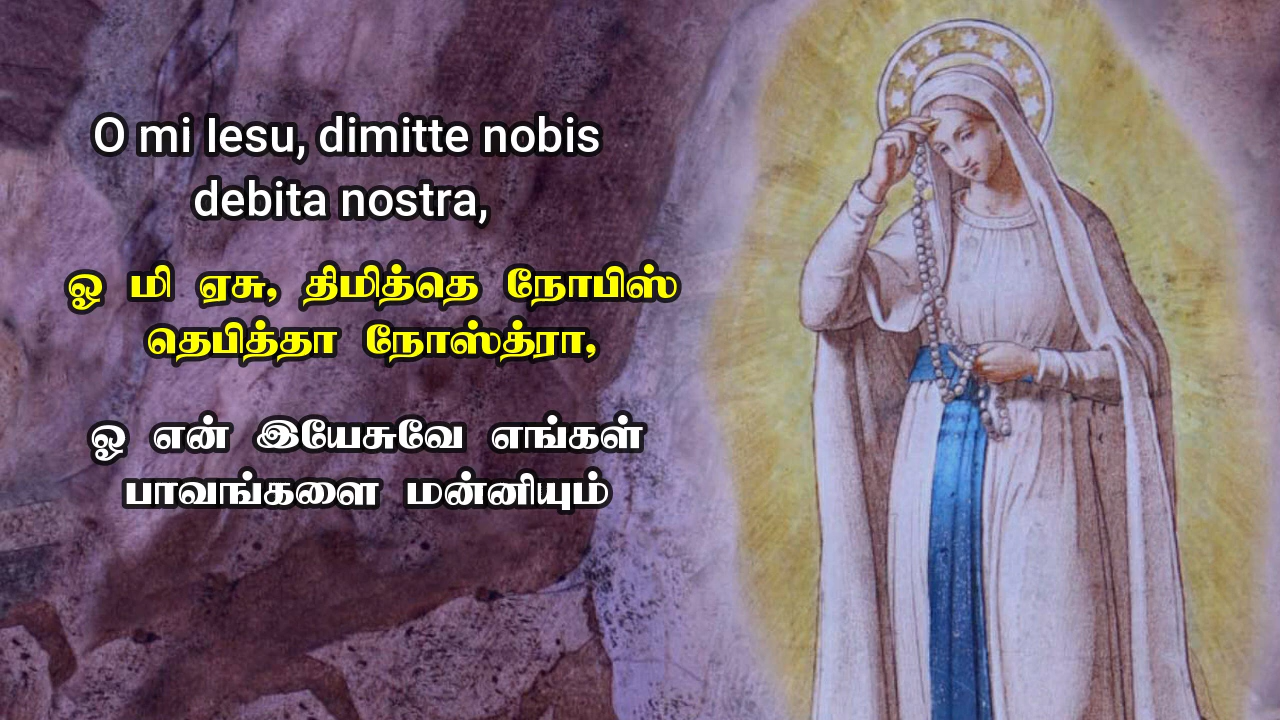 O mi Iesu, dimitte nobis
debita nostra,
ஓ மி ஏசு, திமித்தெ நோபிஸ்
தெபித்தா நோஸ்த்ரா,
ஓ என் இயேசுவே எங்கள்
பாவங்களை மன்னியும்